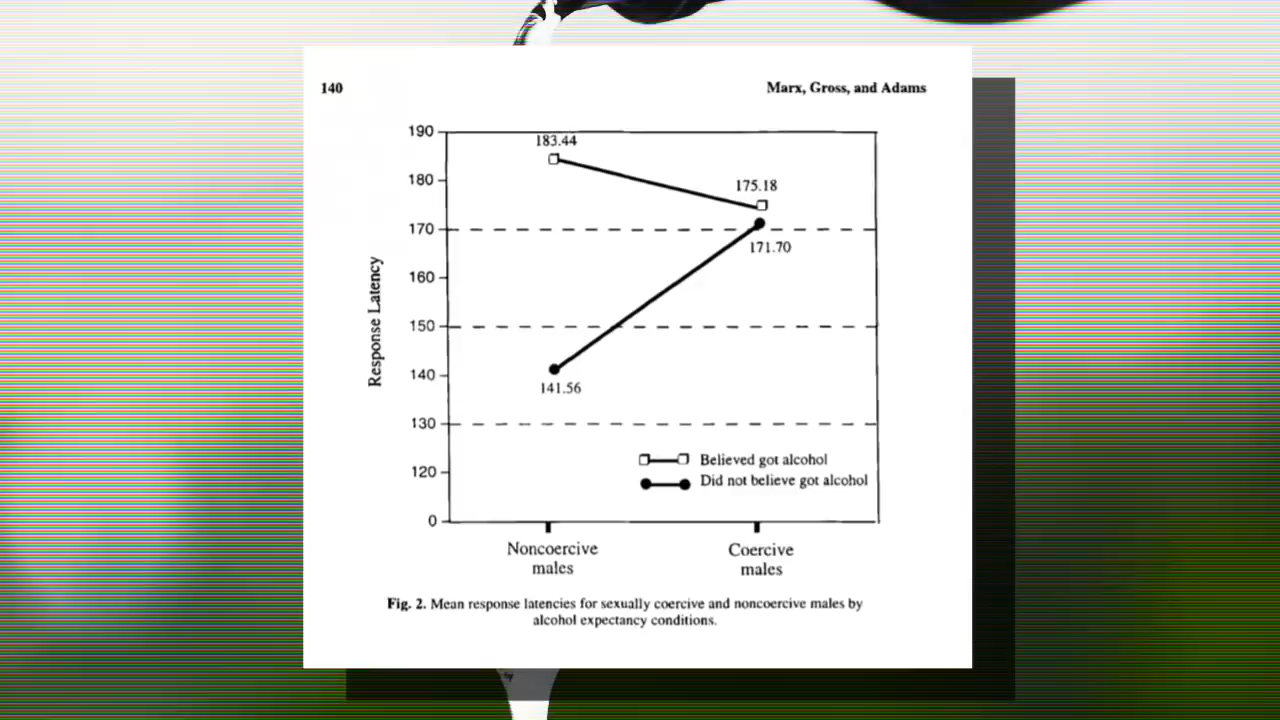 140
Marx, Gross, and Adams
190
183.44
180
175.18
170
171.70
160
Response Latency
150
140
141.56
130
Believed got alcohol
120
Did not believe got alcohol
0
Noncoercive
males
Coercive
males
Fig. 2. Mean response latencies for sexually coercive and noncoercive males by
alcohol expectancy conditions.